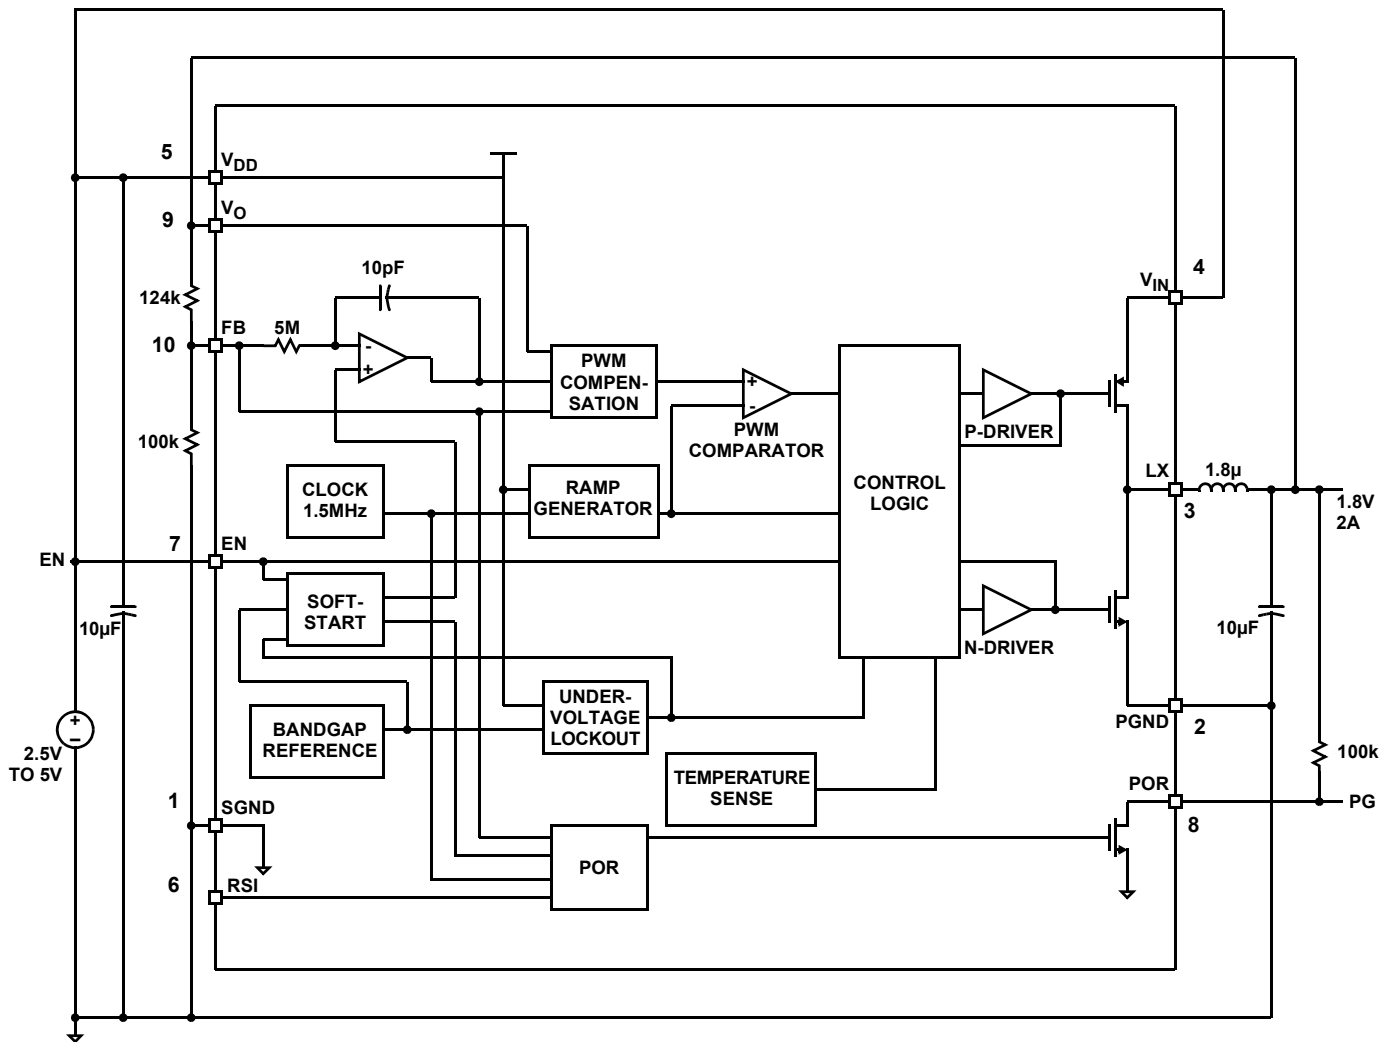 5
VDD
9
VO
10pF
4
VIN
124k
FB
5M
10
-
+
PWM
COMPEN-
SATION
+
-
PWM
COMPARATOR
P-DRIVER
100k
CLOCK
1.5MHz
RAMP
GENERATOR
CONTROL
LOGIC
LX
1.8µ
3
1.8V
2A
7
EN
EN
SOFT-
START
10µF
N-DRIVER
10µF
+
-
2.5V
TO 5V
BANDGAP
REFERENCE
UNDER-
VOLTAGE
LOCKOUT
PGND
2
TEMPERATURE
SENSE
100k
POR
PG
8
1
SGND
POR
6
RSI